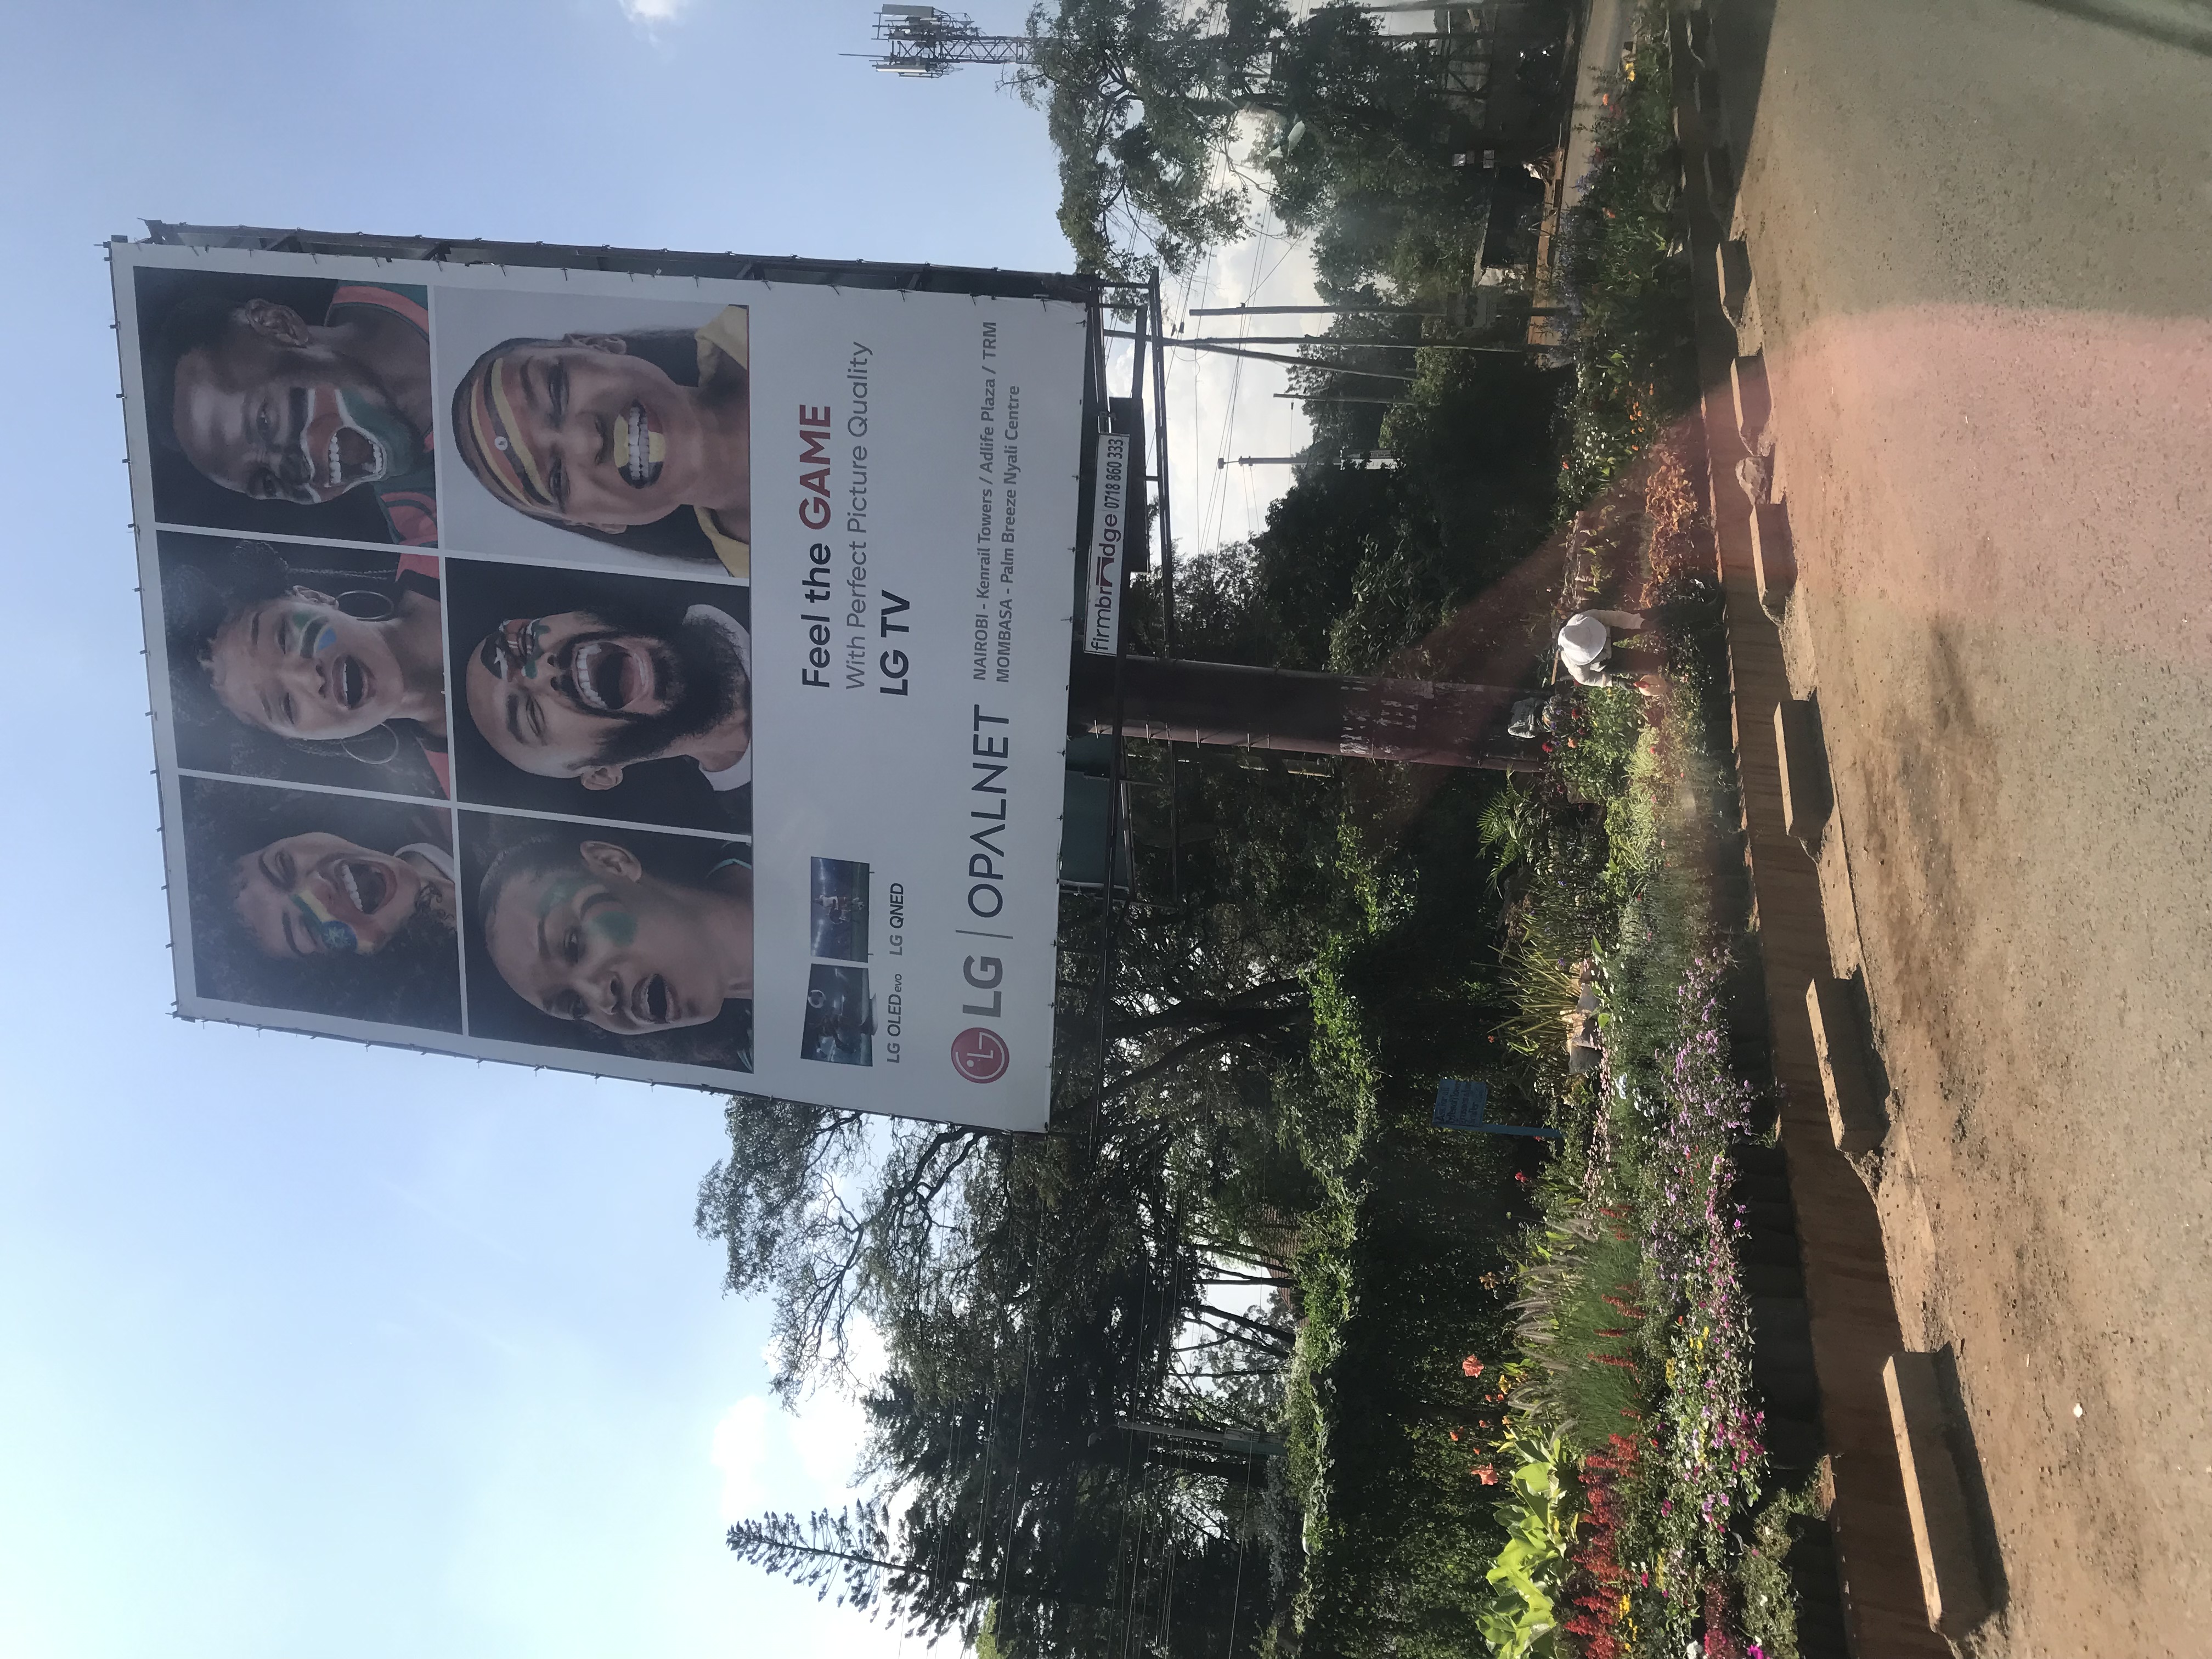 Feel the GAME
With Perfect Picture Quality
LG TV
LG OLED evo
LG QNED
LG
OPALNET
NAIROBI - Kenrail Towers / Adlife Plaza / TRM
MOMBASA - Palm Breeze Nyali Centre
firmbridge 0718 860 333